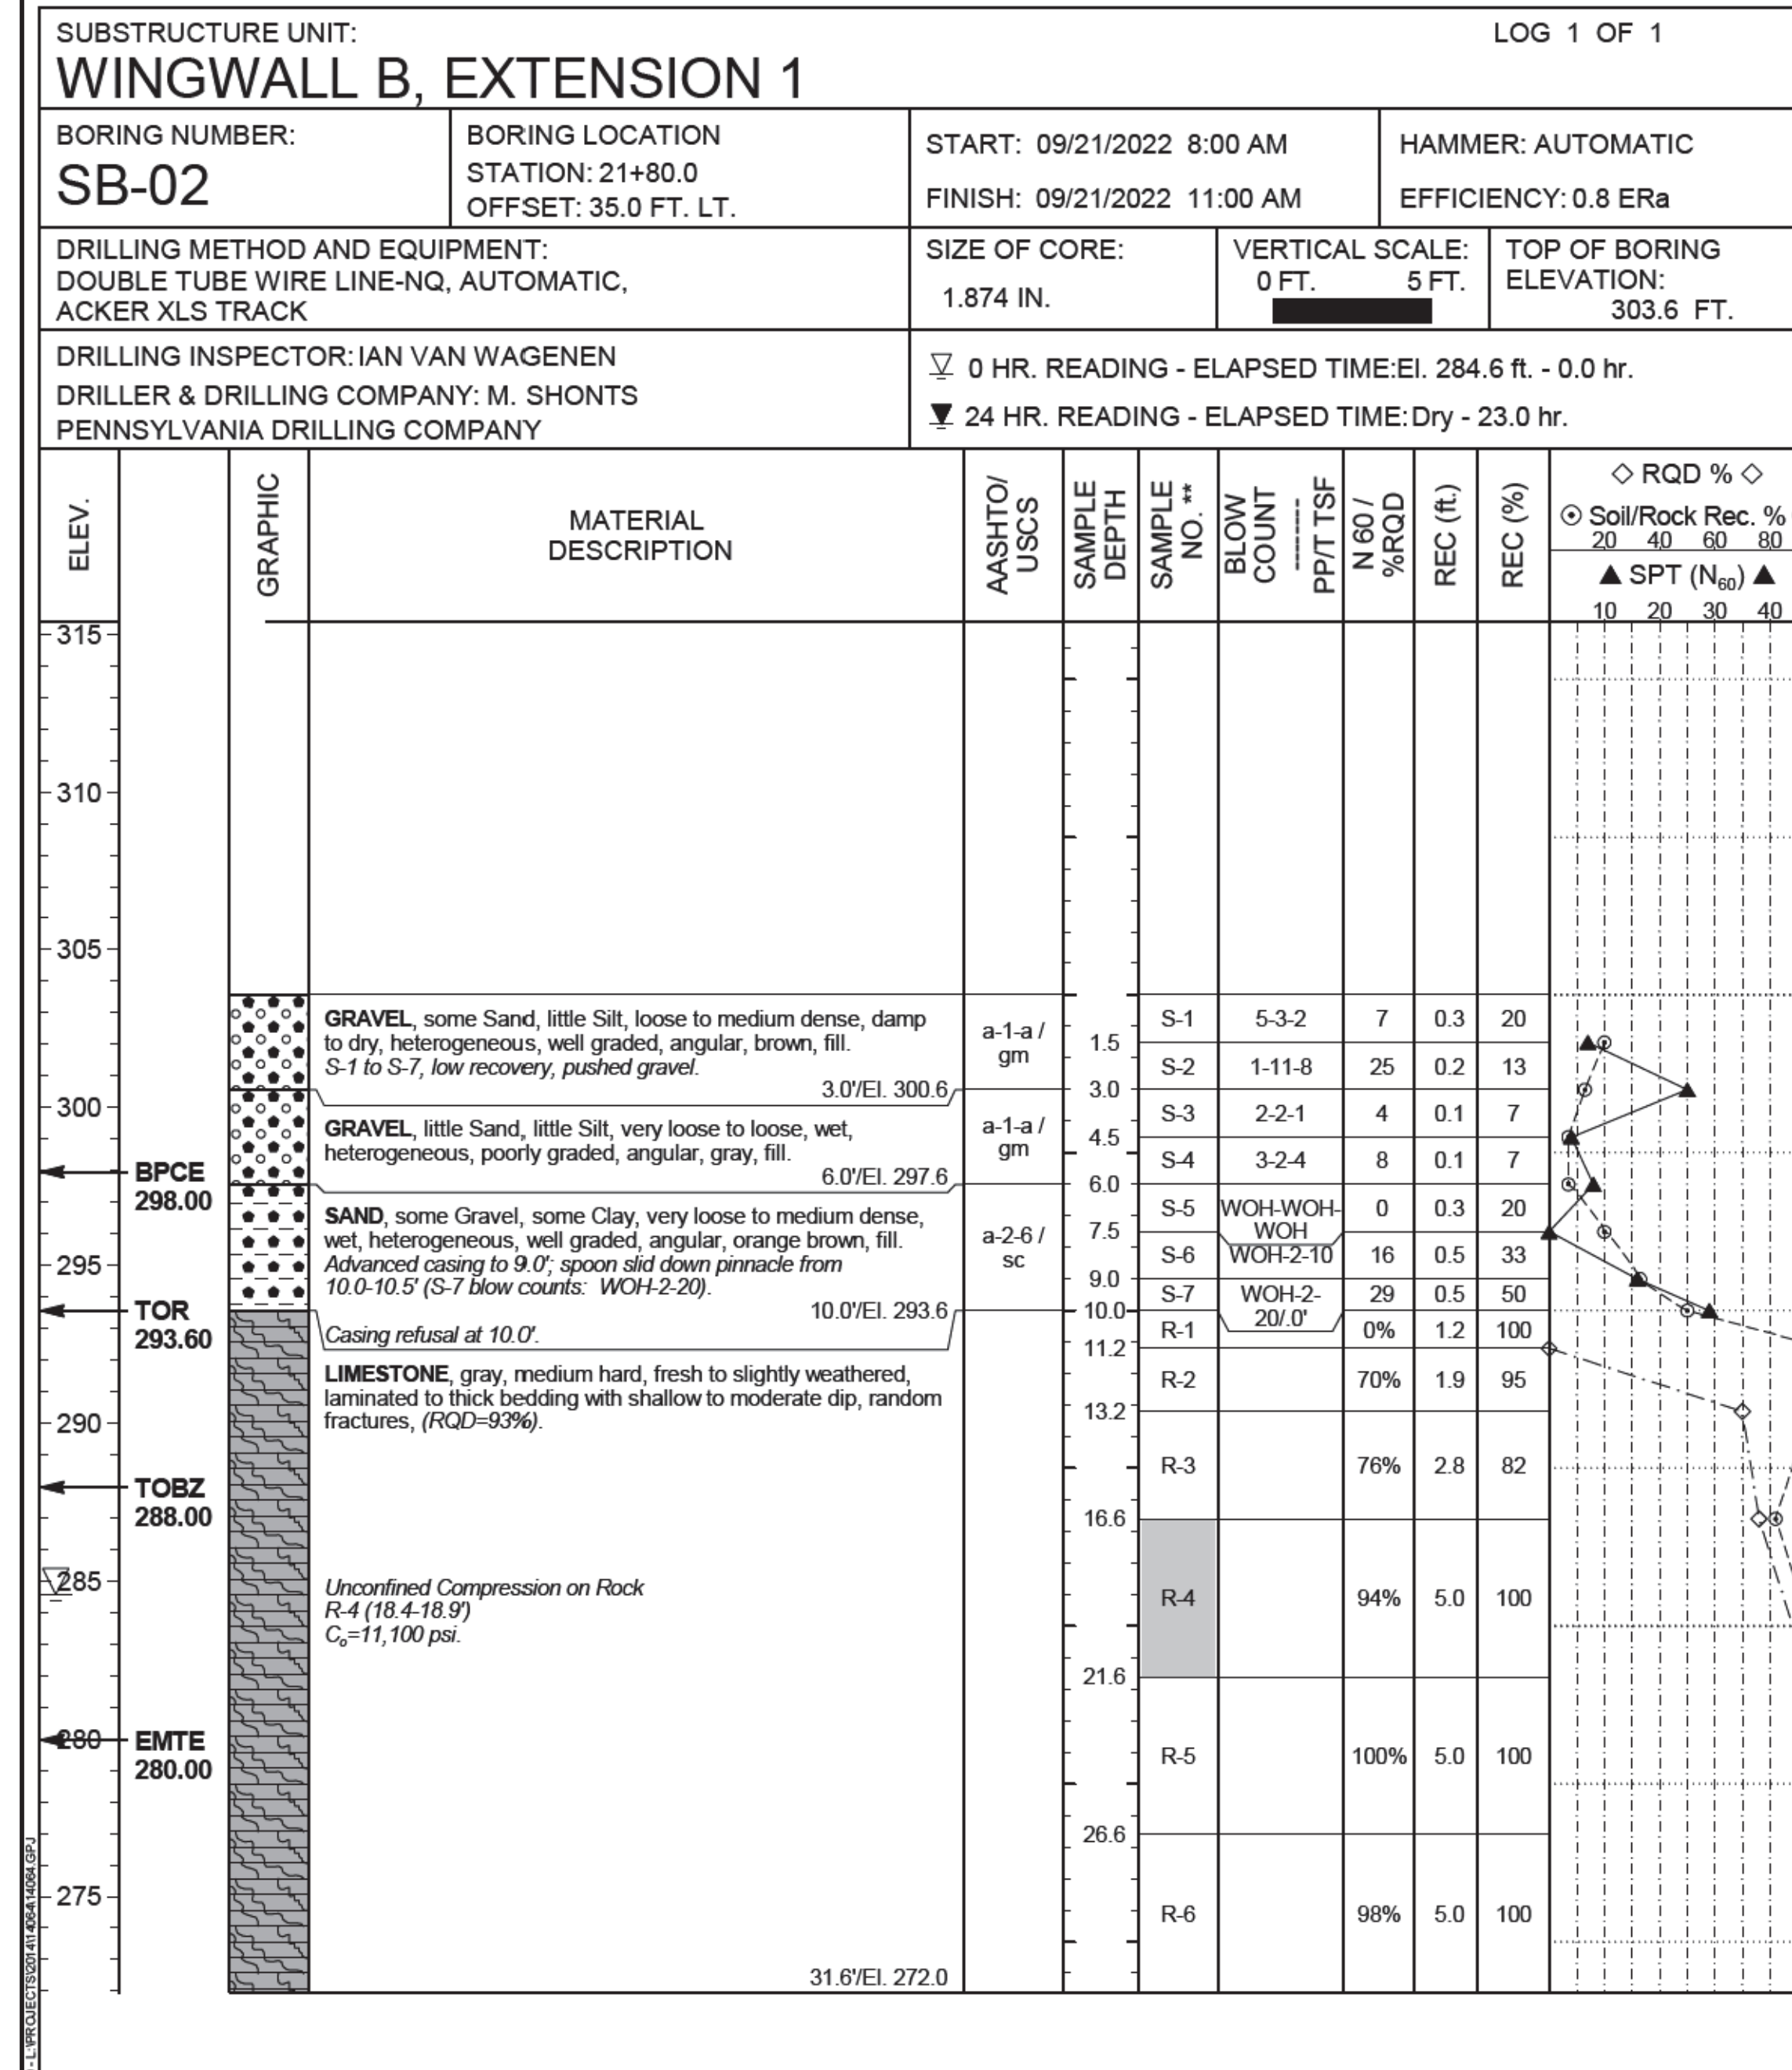 SUBSTRUCTURE UNIT:
LOG 1 OF 1
WINGWALL B, EXTENSION 1
BORING NUMBER:
SB-02
BORING LOCATION
STATION: 21+80.0
OFFSET: 35.0 FT. LT.
START: 09/21/2022 8:00 AM
FINISH: 09/21/2022 11:00 AM
HAMMER: AUTOMATIC
EFFICIENCY: 0.8 ERa
DRILLING METHOD AND EQUIPMENT:
DOUBLE TUBE WIRE LINE-NQ, AUTOMATIC,
ACKER XLS TRACK
SIZE OF CORE:
1.874 IN.
VERTICAL SCALE:
0 FT. 5 FT.
TOP OF BORING
ELEVATION:
303.6 FT.
DRILLING INSPECTOR: IAN VAN WAGENEN
DRILLER & DRILLING COMPANY: M. SHONTS
PENNSYLVANIA DRILLING COMPANY
0 HR. READING - ELAPSED TIME:El. 284.6 ft. - 0.0 hr.
24 HR. READING - ELAPSED TIME: Dry - 23.0 hr.
ELEV.
GRAPHIC
MATERIAL
DESCRIPTION
AASHTO/
USCS
SAMPLE
DEPTH
SAMPLE
NO. **
BLOW
COUNT
---------
PP/T TSF
N 60 /
%RQD
REC (ft.)
REC (%)
◇ RQD % ◇
⊙ Soil/Rock Rec. %
20 40 60 80
▲ SPT (N60) ▲
10 20 30 40
315
310
305
300
295
290
285
280
275
BPCE
298.00
TOR
293.60
TOBZ
288.00
EMTE
280.00
GRAVEL, some Sand, little Silt, loose to medium dense, damp
to dry, heterogeneous, well graded, angular, brown, fill.
S-1 to S-7, low recovery, pushed gravel.
3.0'/El. 300.6
GRAVEL, little Sand, little Silt, very loose to loose, wet,
heterogeneous, poorly graded, angular, gray, fill.
6.0'/El. 297.6
SAND, some Gravel, some Clay, very loose to medium dense,
wet, heterogeneous, well graded, angular, orange brown, fill.
Advanced casing to 9.0'; spoon slid down pinnacle from
10.0-10.5' (S-7 blow counts: WOH-2-20).
10.0'/El. 293.6
Casing refusal at 10.0'.
LIMESTONE, gray, medium hard, fresh to slightly weathered,
laminated to thick bedding with shallow to moderate dip, random
fractures, (RQD=93%).
Unconfined Compression on Rock
R-4 (18.4-18.9')
Co=11,100 psi.
31.6'/El. 272.0
a-1-a /
gm
a-1-a /
gm
a-2-6 /
sc
1.5
3.0
4.5
6.0
7.5
9.0
10.0
11.2
13.2
16.6
21.6
26.6
S-1 5-3-2 7 0.3 20
S-2 1-11-8 25 0.2 13
S-3 2-2-1 4 0.1 7
S-4 3-2-4 8 0.1 7
S-5 WOH-WOH- 0 0.3 20
WOH
S-6 WOH-2-10 16 0.5 33
S-7 WOH-2- 29 0.5 50
20/.0'
R-1 0% 1.2 100
R-2 70% 1.9 95
R-3 76% 2.8 82
R-4 94% 5.0 100
R-5 100% 5.0 100
R-6 98% 5.0 100
- L:\PROJECTS\2014\14064\14064.GPJ